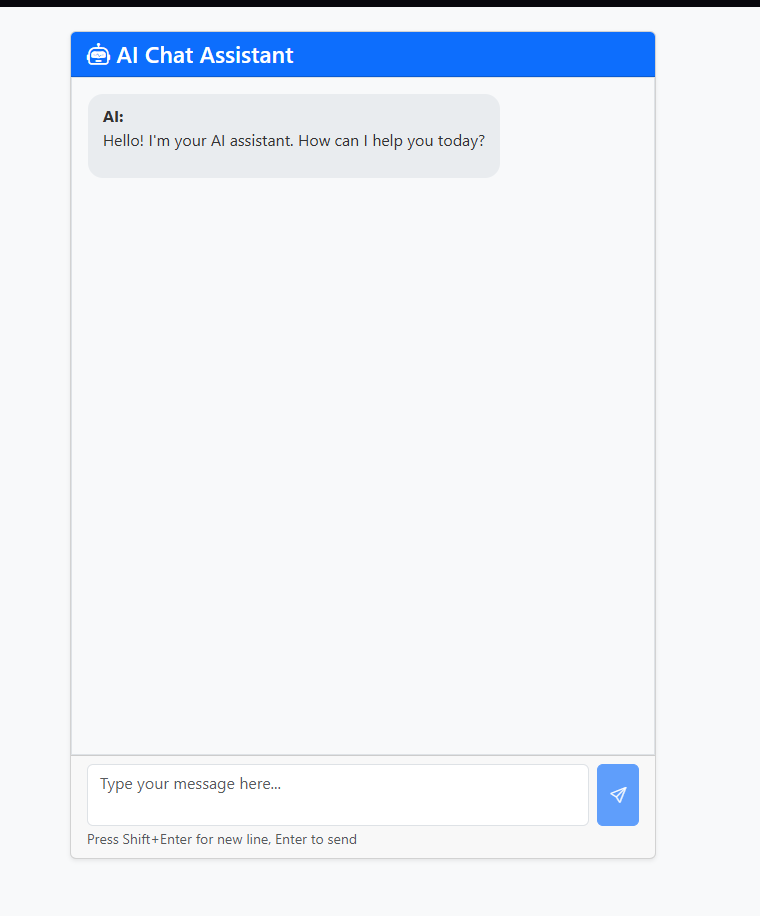 AI Chat Assistant
AI:
Hello! I'm your AI assistant. How can I help you today?
Type your message here...
Press Shift+Enter for new line, Enter to send